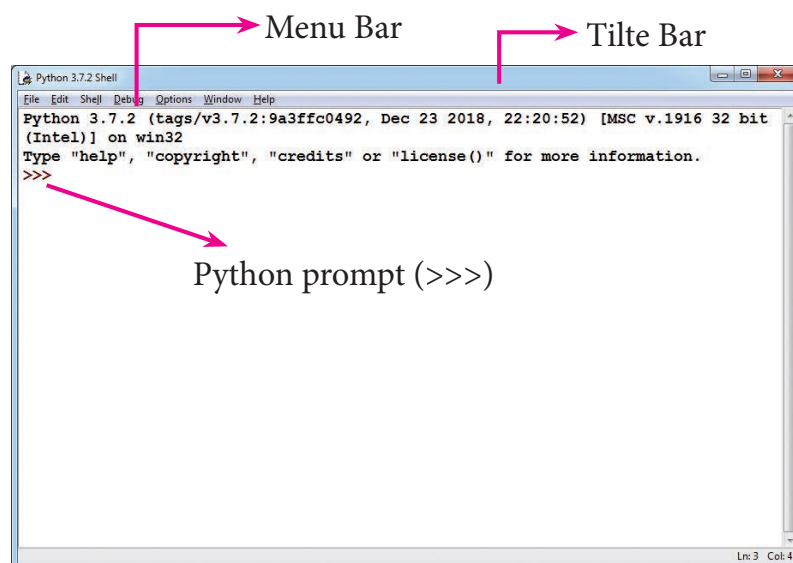 Menu Bar
Tilte Bar
Python 3.7.2 Shell
File Edit Shell Debug Options Window Help
Python 3.7.2 (tags/v3.7.2:9a3ffc0492, Dec 23 2018, 22:20:52) [MSC v.1916 32 bit
(Intel)] on win32
Type "help", "copyright", "credits" or "license()" for more information.
>>>
Python prompt (>>>)
Ln: 3 Col: 4